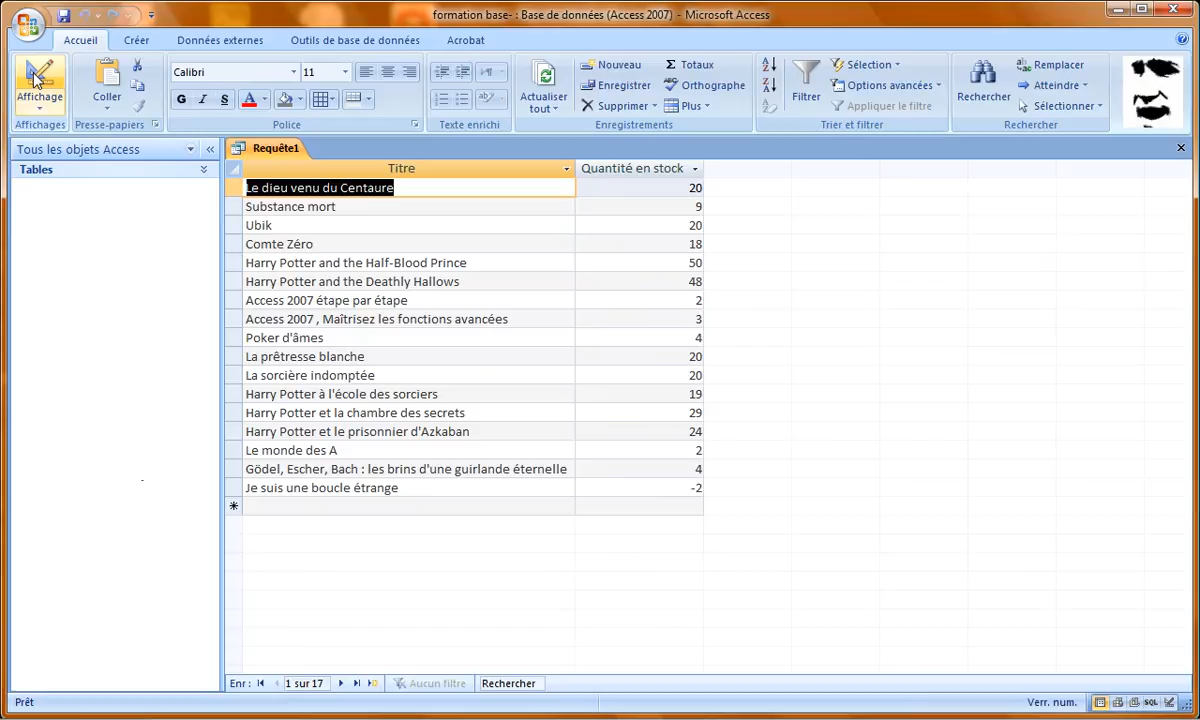 formation base- : Base de données (Access 2007) - Microsoft Access
Accueil Créer Données externes Outils de base de données Acrobat
Affichage
Affichages
Coller
Presse-papiers
Calibri 11
G I S A
Police
Texte enrichi
Actualiser tout
Nouveau Σ Totaux
Enregistrer Orthographe
Supprimer Plus
Enregistrements
Filtrer
Sélection
Options avancées
Appliquer le filtre
Trier et filtrer
Rechercher
Remplacer
Atteindre
Sélectionner
Rechercher
Tous les objets Access
Tables
Requête1
Titre Quantité en stock
Le dieu venu du Centaure 20
Substance mort 9
Ubik 20
Comte Zéro 18
Harry Potter and the Half-Blood Prince 50
Harry Potter and the Deathly Hallows 48
Access 2007 étape par étape 2
Access 2007 , Maîtrisez les fonctions avancées 3
Poker d'âmes 4
La prêtresse blanche 20
La sorcière indomptée 20
Harry Potter à l'école des sorciers 19
Harry Potter et la chambre des secrets 29
Harry Potter et le prisonnier d'Azkaban 24
Le monde des A 2
Gödel, Escher, Bach : les brins d'une guirlande éternelle 4
Je suis une boucle étrange -2
Enr : 1 sur 17 Aucun filtre Rechercher
Prêt Verr. num. SQL